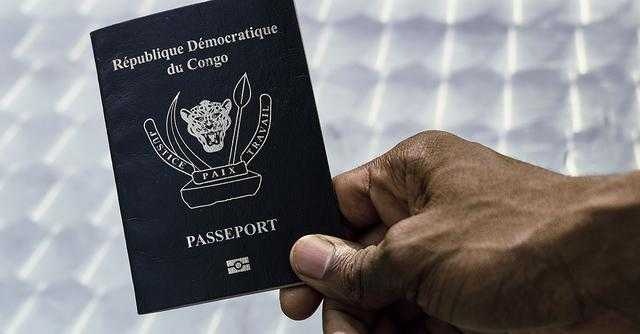 République Démocratique
du Congo
JUSTICE PAIX TRAVAIL
PASSEPORT